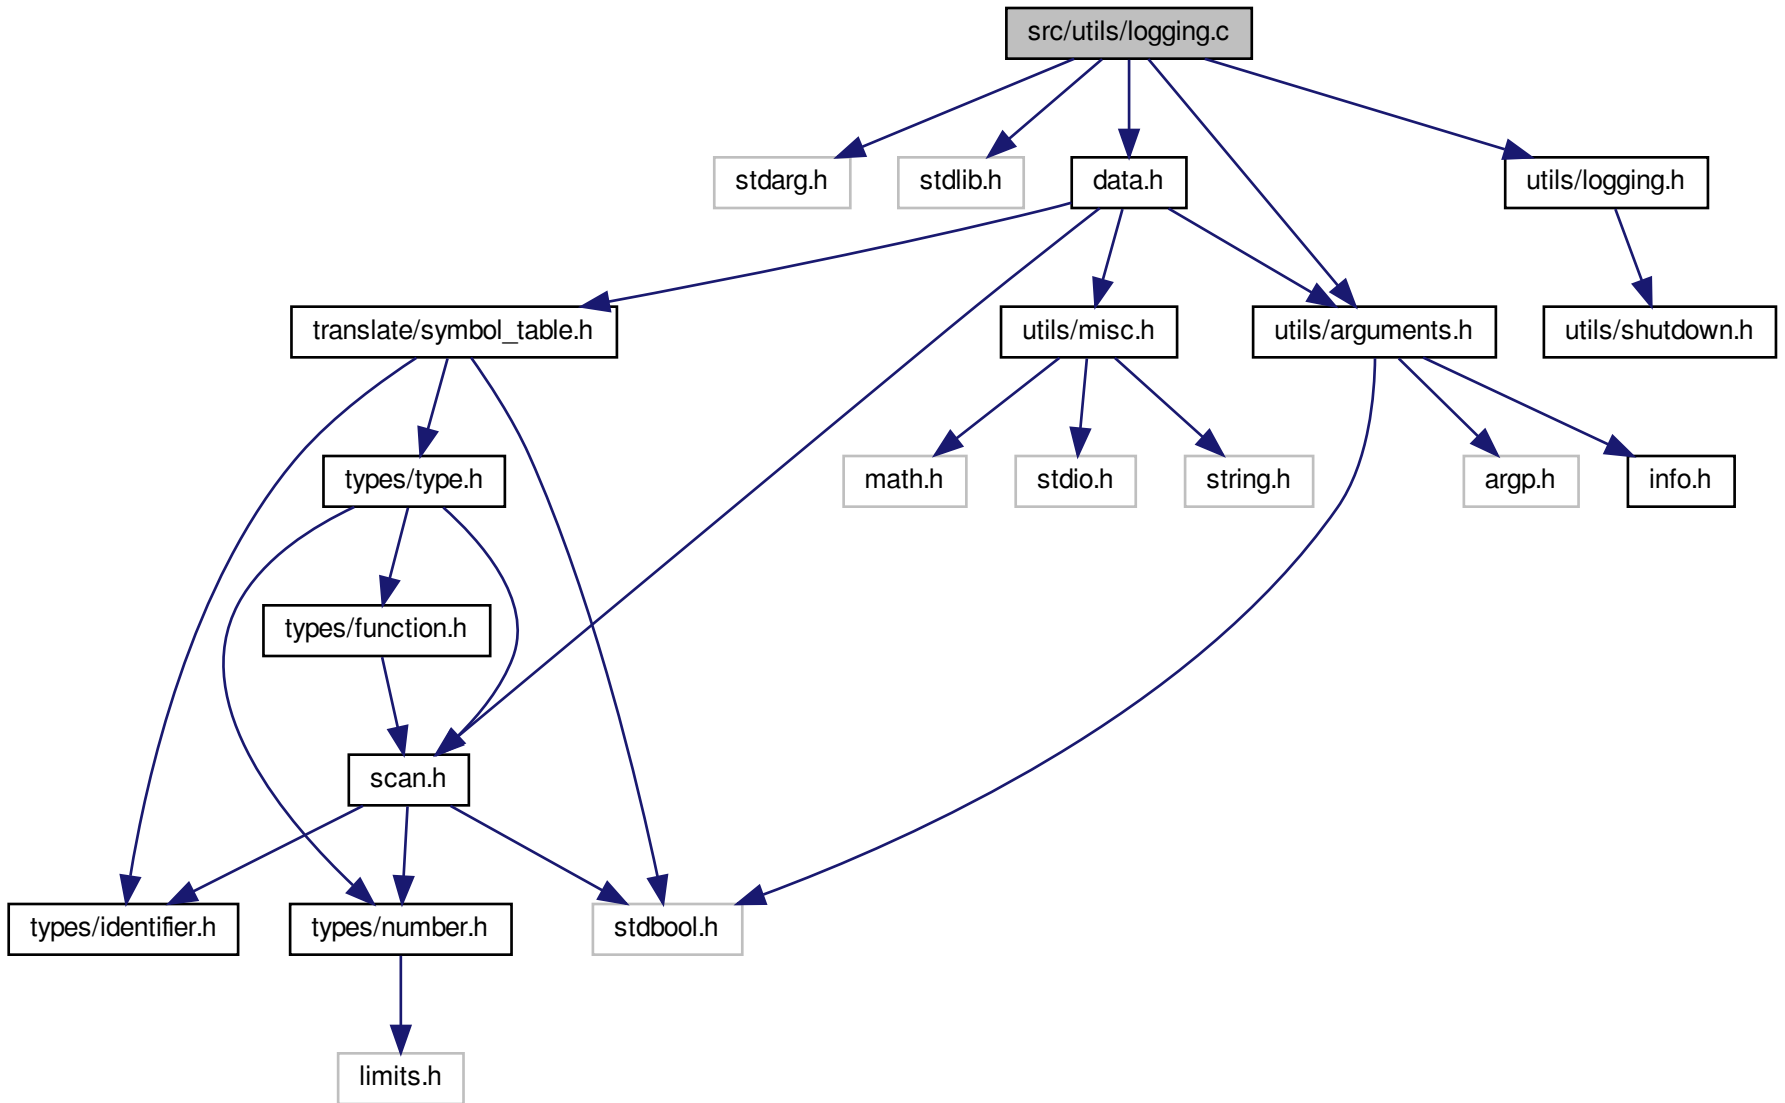 src/utils/logging.c
stdarg.h
stdlib.h
data.h
utils/logging.h
translate/symbol_table.h
utils/misc.h
utils/arguments.h
utils/shutdown.h
types/type.h
math.h
stdio.h
string.h
argp.h
info.h
types/function.h
scan.h
types/identifier.h
types/number.h
stdbool.h
limits.h